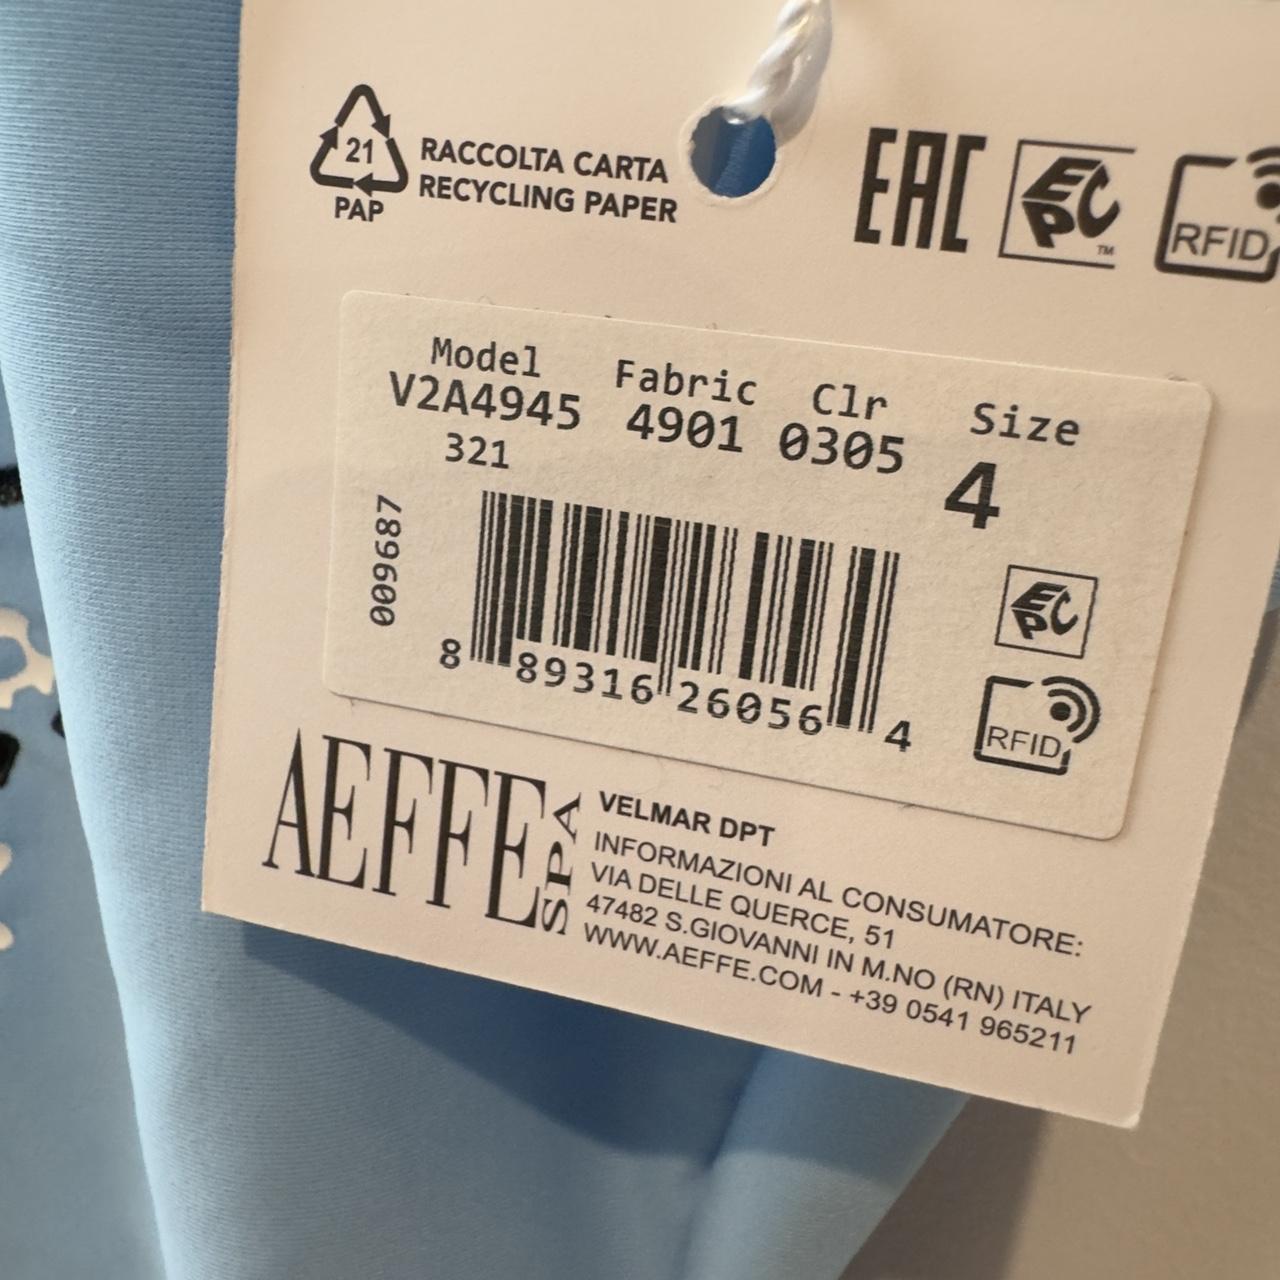 21
PAP
RACCOLTA CARTA
RECYCLING PAPER
EAC
EPC™
RFID
Model Fabric Clr Size
V2A4945 4901 0305 4
321
009687
8 89316 26056 4
EPC
RFID
AEFFE SPA
VELMAR DPT
INFORMAZIONI AL CONSUMATORE:
VIA DELLE QUERCE, 51
47482 S.GIOVANNI IN M.NO (RN) ITALY
WWW.AEFFE.COM - +39 0541 965211